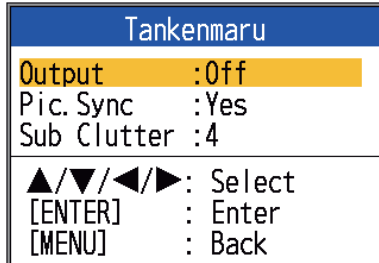 Tankenmaru
Output :Off
Pic.Sync :Yes
Sub Clutter :4
▲/▼/◀/▶: Select
[ENTER] : Enter
[MENU] : Back